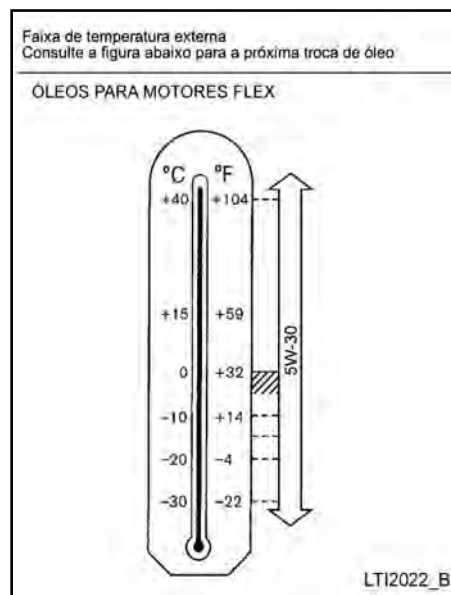 Faixa de temperatura externa
Consulte a figura abaixo para a próxima troca de óleo
ÓLEOS PARA MOTORES FLEX
°C °F
+40 +104
+15 +59
0 +32
-10 +14
-20 -4
-30 -22
5W-30
LTI2022_B